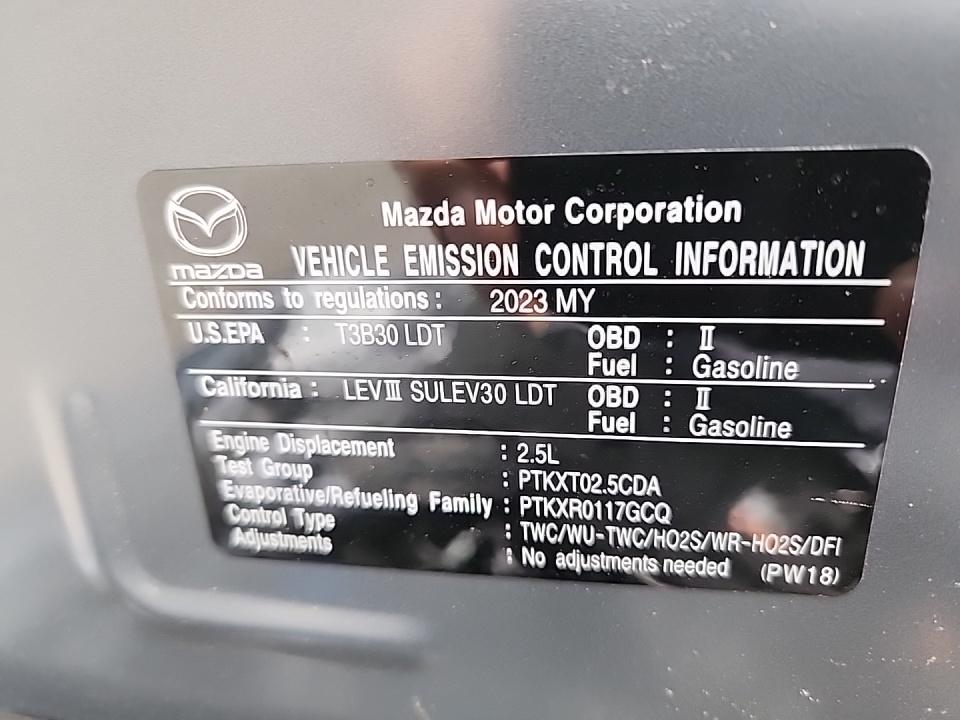 Mazda Motor Corporation
mazda VEHICLE EMISSION CONTROL INFORMATION
Conforms to regulations : 2023 MY
U.S.EPA : T3B30 LDT OBD : II
Fuel : Gasoline
California : LEVIII SULEV30 LDT OBD : II
Fuel : Gasoline
Engine Displacement : 2.5L
Test Group : PTKXT02.5CDA
Evaporative/Refueling Family : PTKXR0117GCQ
Control Type : TWC/WU-TWC/HO2S/WR-HO2S/DFI
Adjustments : No adjustments needed (PW18)